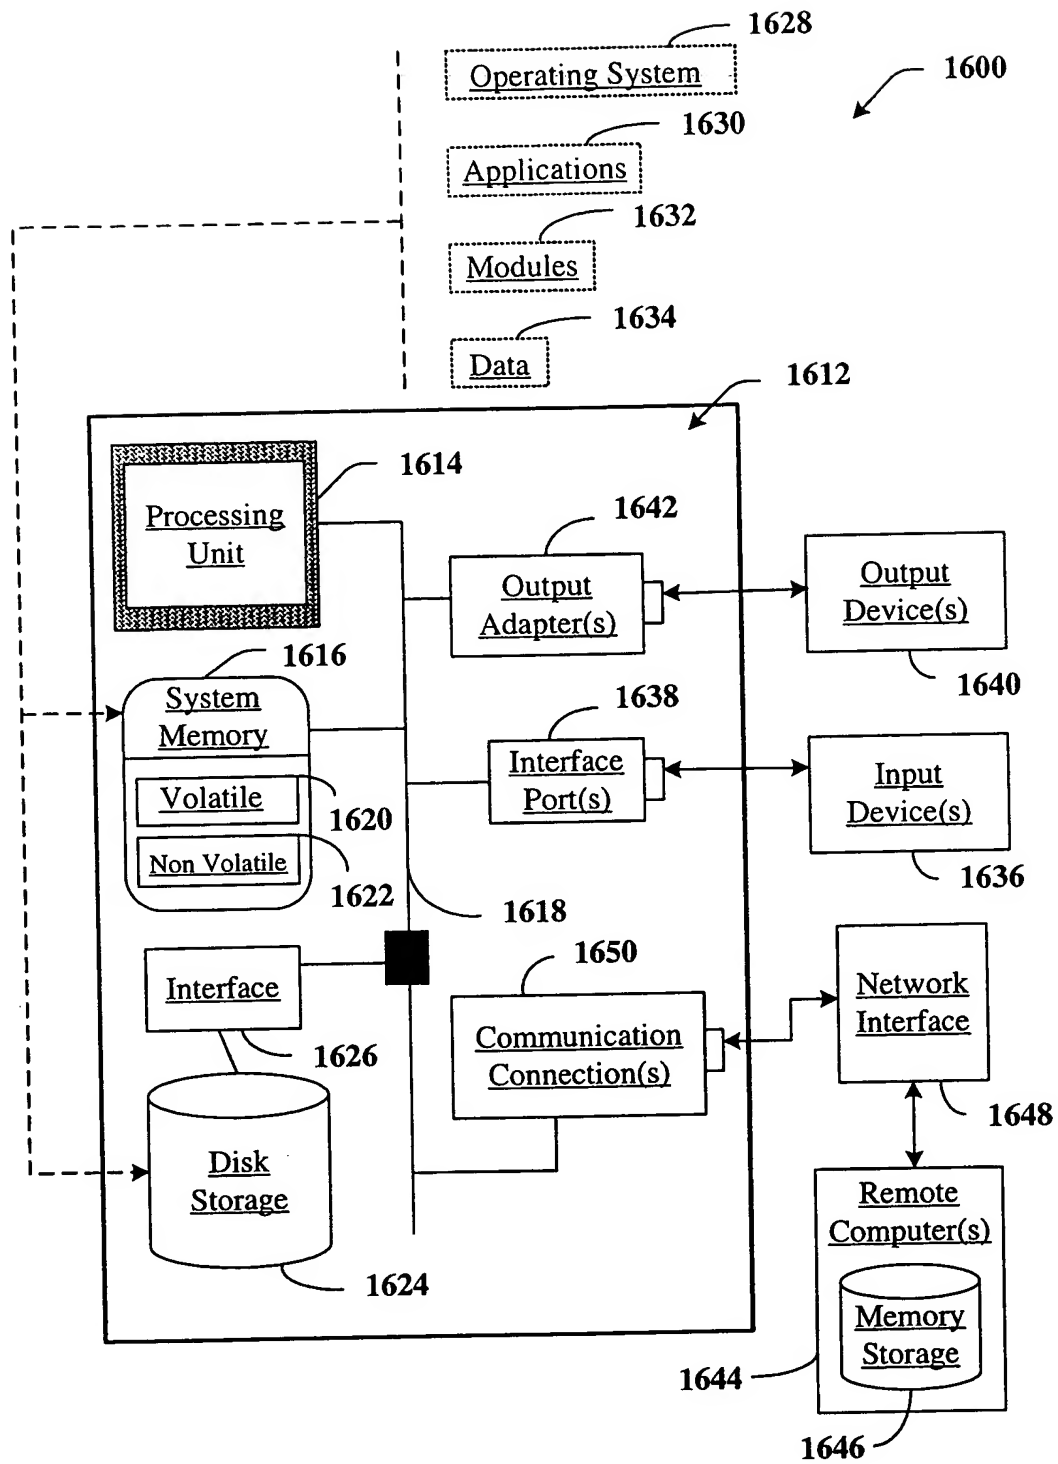 1628
Operating System
1600
1630
Applications
1632
Modules
1634
Data
1612
1614
Processing
Unit
1642
Output
Adapter(s)
Output
Device(s)
1640
1616
System
Memory
1638
Interface
Port(s)
Input
Device(s)
1636
Volatile
1620
Non Volatile
1622
1618
1650
Interface
1626
Communication
Connection(s)
Network
Interface
1648
Disk
Storage
1624
Remote
Computer(s)
Memory
Storage
1644
1646